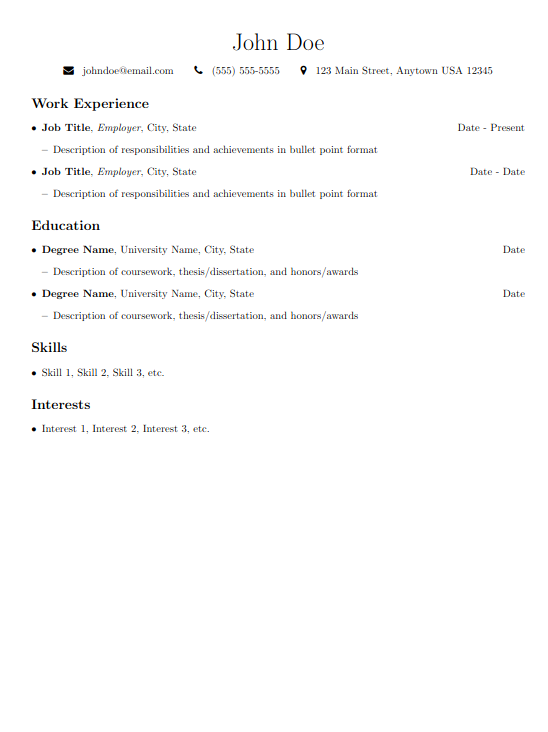 John Doe
johndoe@email.com (555) 555-5555 123 Main Street, Anytown USA 12345
Work Experience
• Job Title, Employer, City, State Date - Present
– Description of responsibilities and achievements in bullet point format
• Job Title, Employer, City, State Date - Date
– Description of responsibilities and achievements in bullet point format
Education
• Degree Name, University Name, City, State Date
– Description of coursework, thesis/dissertation, and honors/awards
• Degree Name, University Name, City, State Date
– Description of coursework, thesis/dissertation, and honors/awards
Skills
• Skill 1, Skill 2, Skill 3, etc.
Interests
• Interest 1, Interest 2, Interest 3, etc.